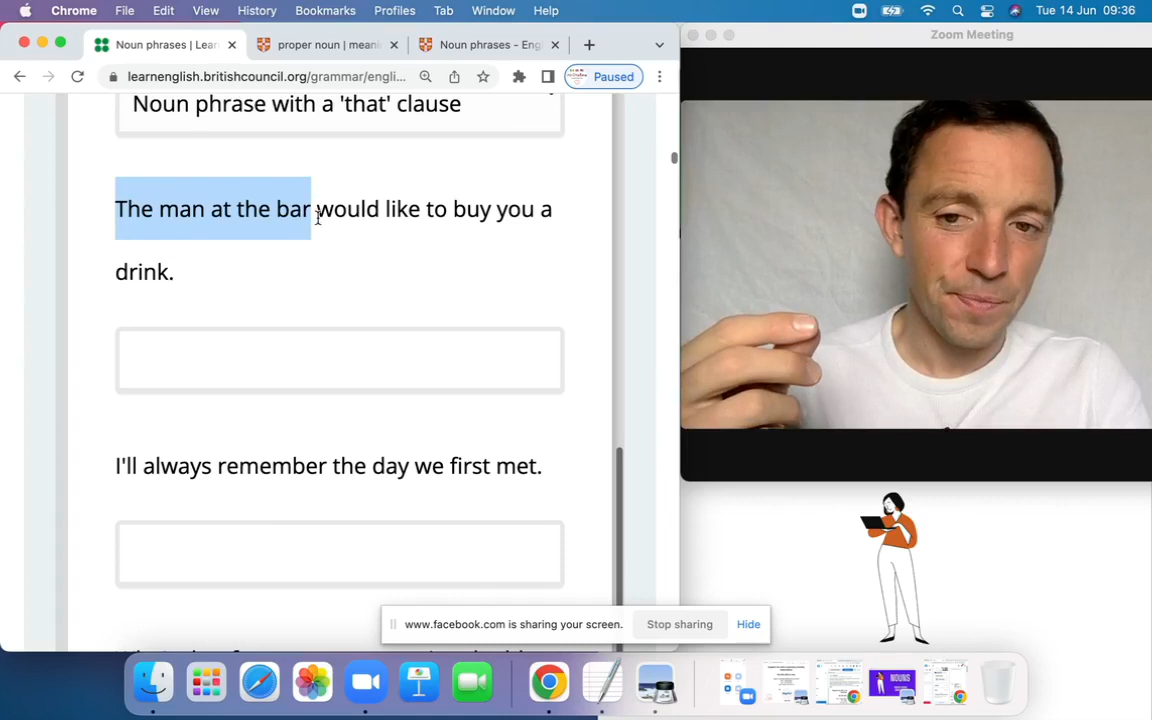 Chrome File Edit View History Bookmarks Profiles Tab Window Help Tue 14 Jun 09:36
Noun phrases | Lear
proper noun | meani
Noun phrases - Eng
Zoom Meeting
learnenglish.britishcouncil.org/grammar/engli...
Paused
Noun phrase with a 'that' clause
The man at the bar would like to buy you a
drink.
I'll always remember the day we first met.
www.facebook.com is sharing your screen. Stop sharing Hide
NOUNS